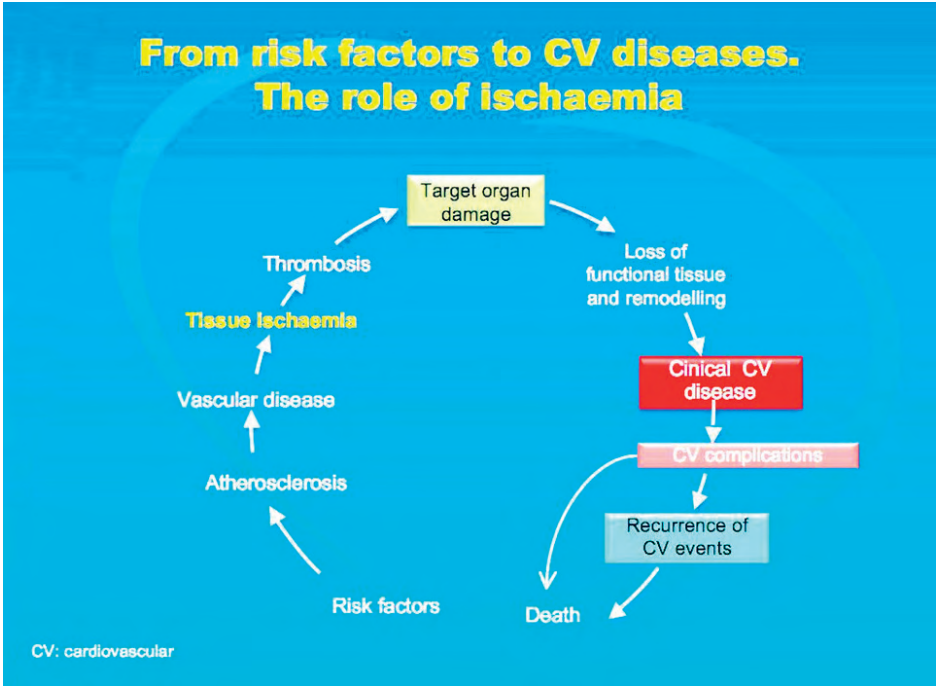 From risk factors to CV diseases.
The role of ischaemia
Target organ
damage
Thrombosis
Loss of
functional tissue
and remodelling
Tissue ischaemia
Cinical CV
disease
Vascular disease
CV complications
Atherosclerosis
Recurrence of
CV events
Risk factors
Death
CV: cardiovascular